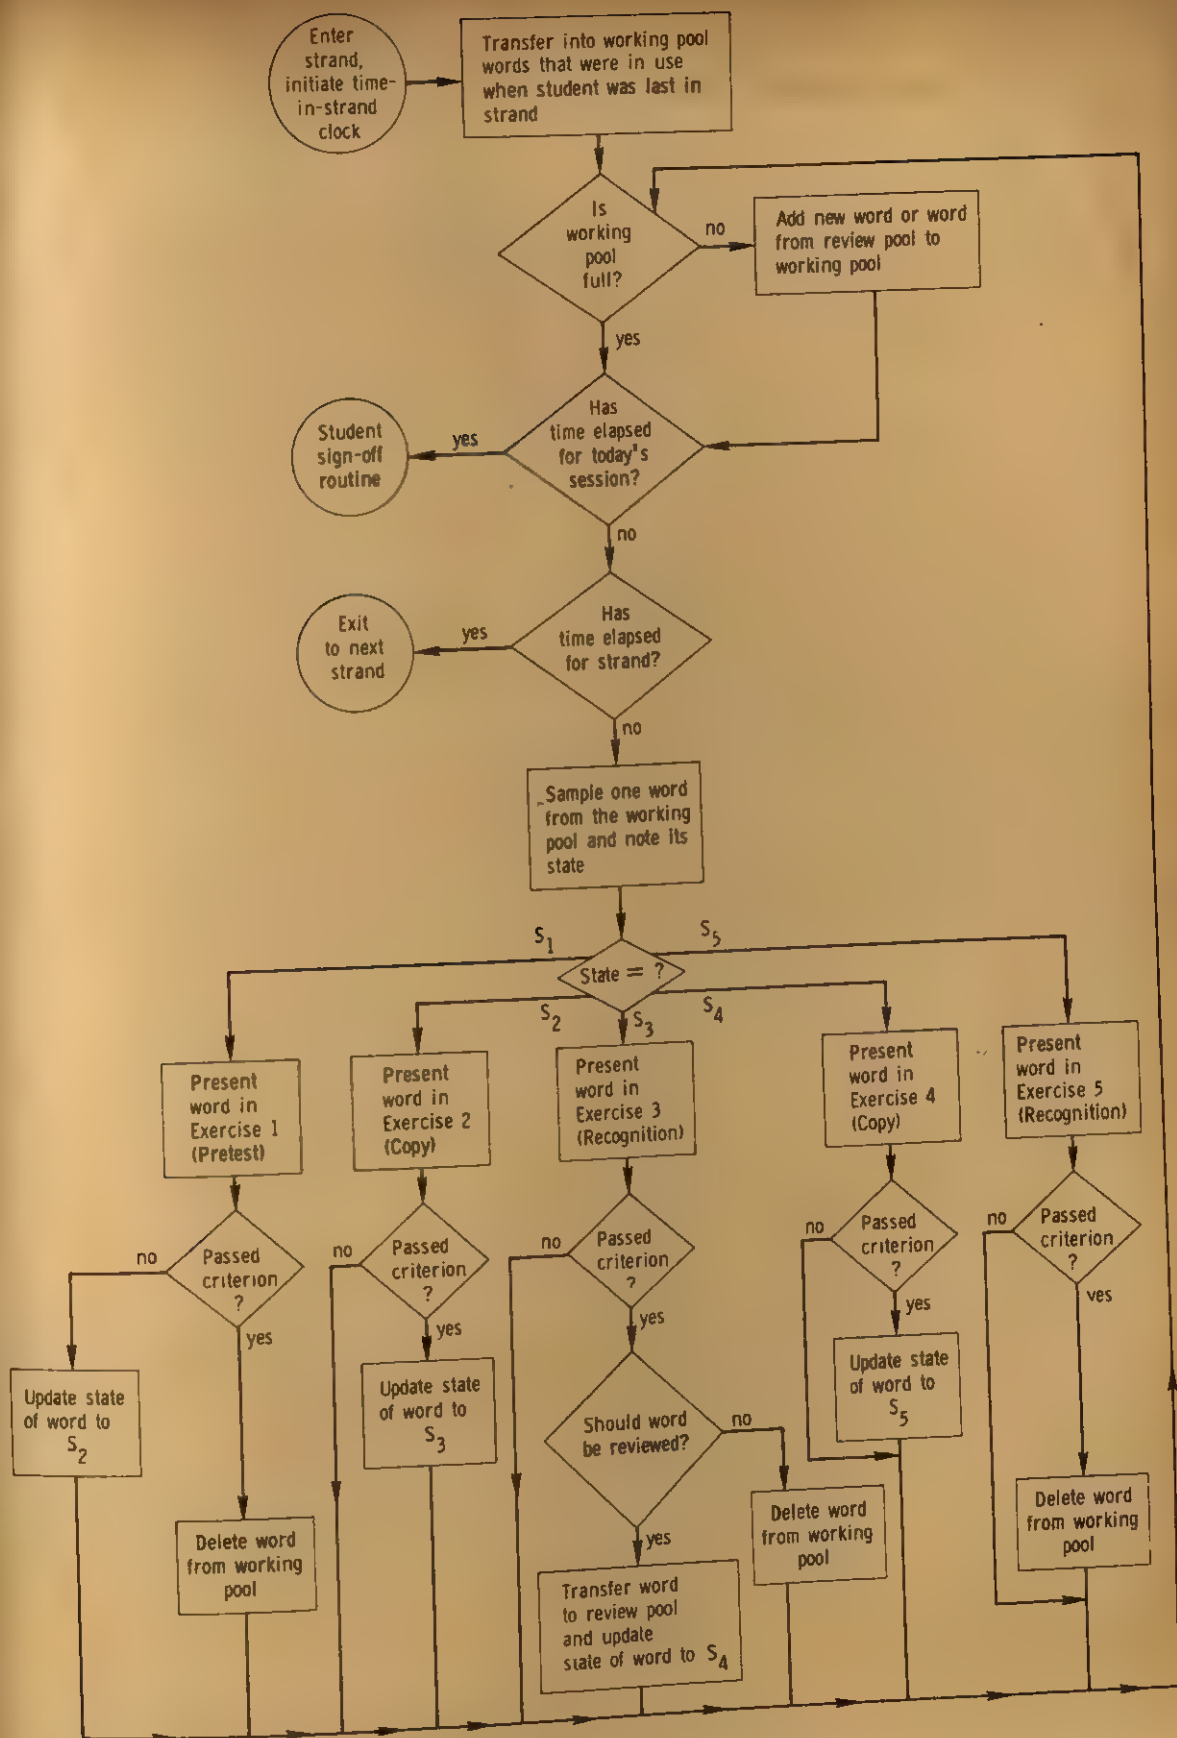 Enter
strand,
initiate time-
in-strand
clock
Transfer into working pool
words that were in use
when student was last in
strand
Is
working
pool
full?
no
Add new word or word
from review pool to
working pool
yes
Has
time elapsed
for today's
session?
yes
Student
sign-off
routine
no
Has
time elapsed
for strand?
yes
Exit
to next
strand
no
Sample one word
from the working
pool and note its
state
State = ?
S1
S2
S3
S4
S5
Present
word in
Exercise 1
(Pretest)
Present
word in
Exercise 2
(Copy)
Present
word in
Exercise 3
(Recognition)
Present
word in
Exercise 4
(Copy)
Present
word in
Exercise 5
(Recognition)
no
Passed
criterion
?
yes
no
Passed
criterion
?
yes
no
Passed
criterion
?
yes
no
Passed
criterion
?
yes
no
Passed
criterion
?
yes
Update state
of word to
S2
Delete word
from working
pool
Update state
of word to
S3
Should word
be reviewed?
no
yes
Transfer word
to review pool
and update
state of word to S4
Delete word
from working
pool
Update state
of word to
S5
Delete word
from working
pool